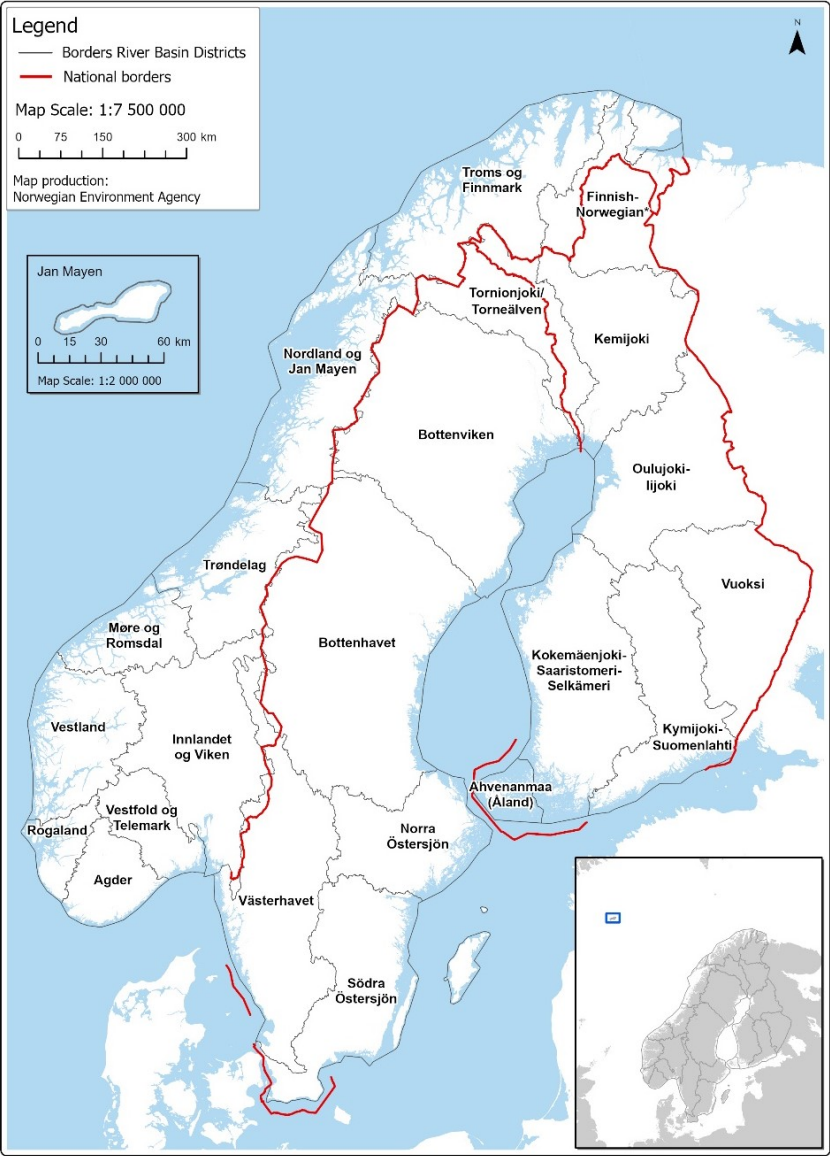 Legend
Borders River Basin Districts
National borders
Map Scale: 1:7 500 000
0 75 150 300 km
Map production:
Norwegian Environment Agency
N
Jan Mayen
0 15 30 60 km
Map Scale: 1:2 000 000
Troms og
Finnmark
Finnish-
Norwegian*
Tornionjoki/
Torneälven
Kemijoki
Nordland og
Jan Mayen
Bottenviken
Oulujoki-
Iijoki
Trøndelag
Vuoksi
Møre og
Romsdal
Bottenhavet
Kokemäenjoki-
Saaristomeri-
Selkämeri
Vestland
Innlandet
og Viken
Kymijoki-
Suomenlahti
Ahvenanmaa
(Åland)
Vestfold og
Telemark
Rogaland
Norra
Östersjön
Agder
Västerhavet
Södra
Östersjön